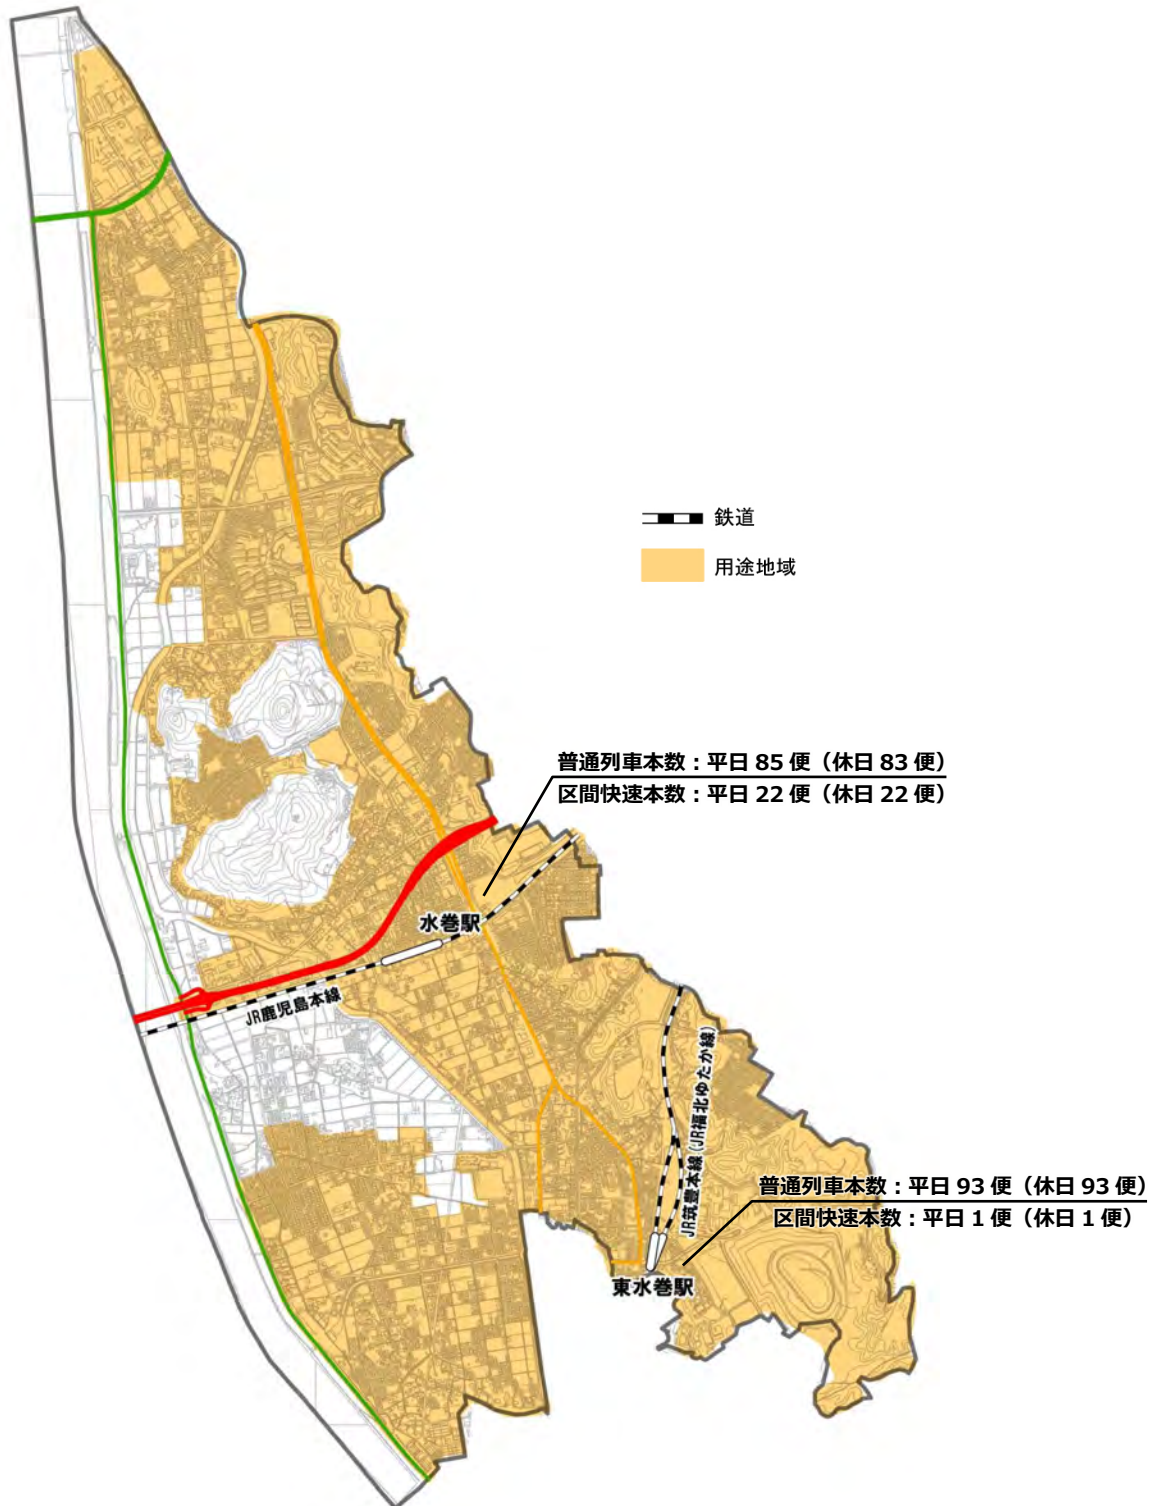 鉄道
用途地域
普通列車本数：平日 85 便（休日 83 便）
区間快速本数：平日 22 便（休日 22 便）
水巻駅
JR鹿児島本線
JR筑豊本線(JR福北ゆたか線)
普通列車本数：平日 93 便（休日 93 便）
区間快速本数：平日 1 便（休日 1 便）
東水巻駅